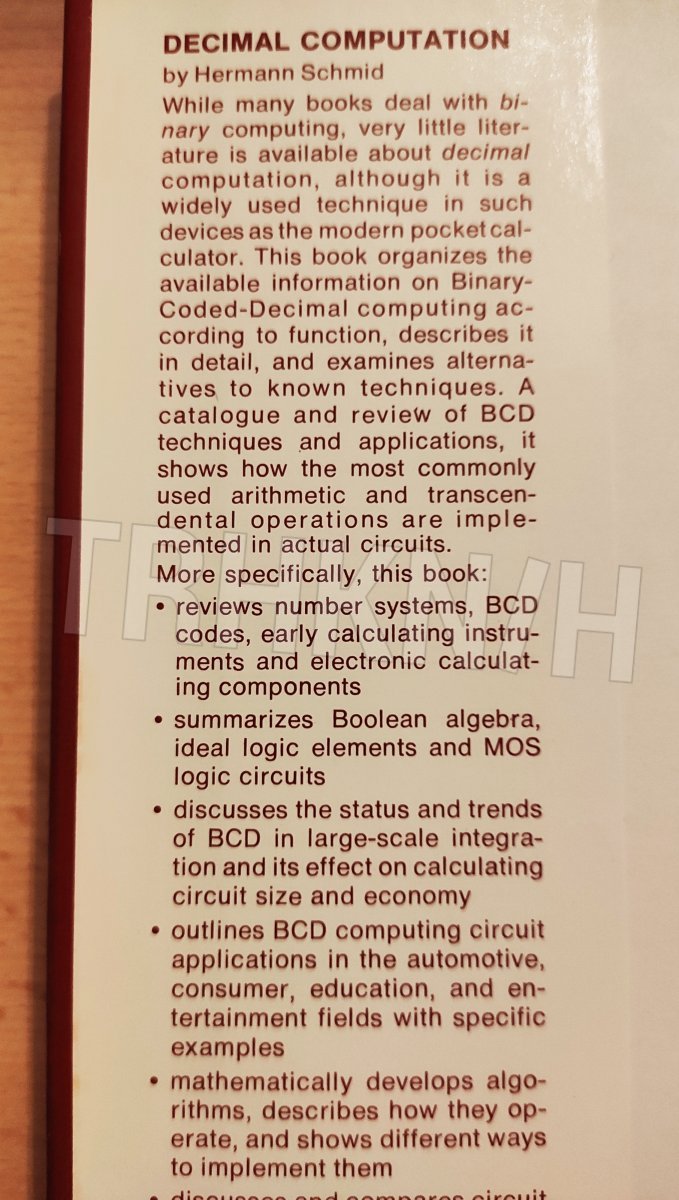 DECIMAL COMPUTATION
by Hermann Schmid
While many books deal with bi-
nary computing, very little liter-
ature is available about decimal
computation, although it is a
widely used technique in such
devices as the modern pocket cal-
culator. This book organizes the
available information on Binary-
Coded-Decimal computing ac-
cording to function, describes it
in detail, and examines alterna-
tives to known techniques. A
catalogue and review of BCD
techniques and applications, it
shows how the most commonly
used arithmetic and transcen-
dental operations are imple-
mented in actual circuits.
More specifically, this book:
• reviews number systems, BCD
codes, early calculating instru-
ments and electronic calculat-
ing components
• summarizes Boolean algebra,
ideal logic elements and MOS
logic circuits
• discusses the status and trends
of BCD in large-scale integra-
tion and its effect on calculating
circuit size and economy
• outlines BCD computing circuit
applications in the automotive,
consumer, education, and en-
tertainment fields with specific
examples
• mathematically develops algo-
rithms, describes how they op-
erate, and shows different ways
to implement them
• discusses and compares circuit
TRHKN/H